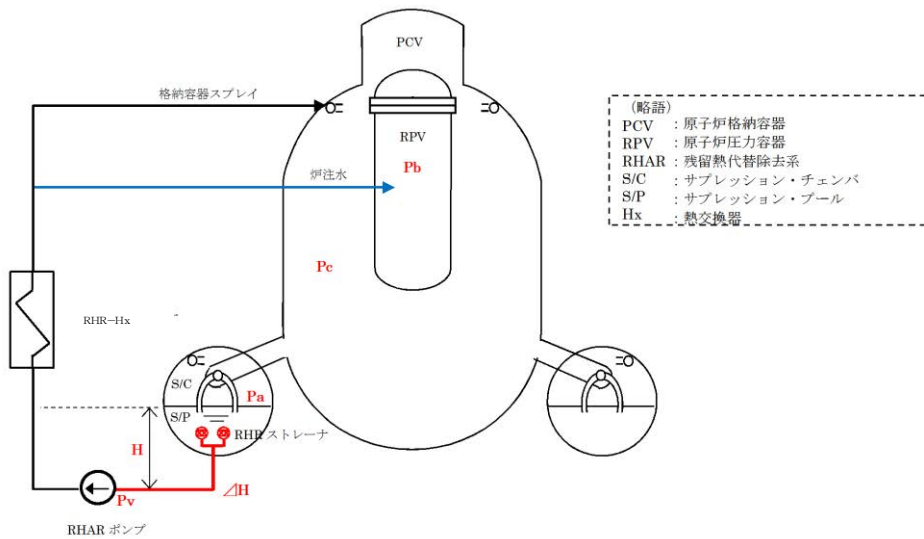 PCV
格納容器スプレイ
RPV
Pb
炉注水
Pc
RHR-Hx
S/C
Pa
S/P
RHR ストレーナ
H
Pv
⊿H
RHAR ポンプ
(略語)
PCV :原子炉格納容器
RPV :原子炉圧力容器
RHAR :残留熱代替除去系
S/C :サプレッション・チェンバ
S/P :サプレッション・プール
Hx :熱交換器